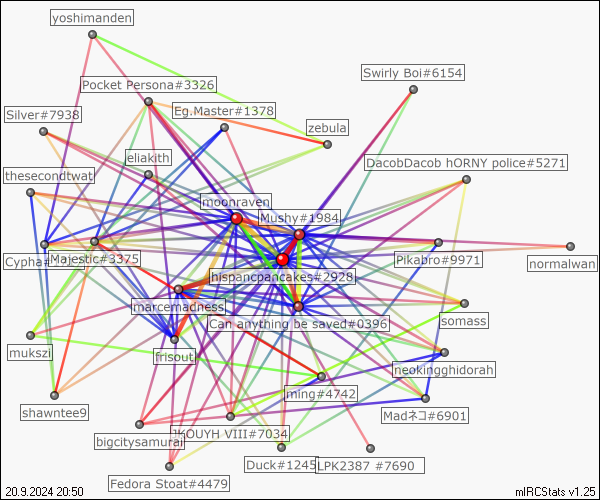 yoshimanden
Swirly Boi#6154
Pocket Persona#3326
Eg.Master#1378
Silver#7938
zebula
eliakith
DacobDacob hORNY police#5271
thesecondtwat
moonraven
Mushy#1984
Majestic#3375
Pikabro#9971
normalwan
hispancpancakes#2928
marcemadness
Can anything be saved#0396
somass
mukszi
frisout
neokingghidorah
ming#4742
shawntee9
Madネコ#6901
JKOUYH VIII#7034
bigcitysamurai
Duck#1245
LPK2387 #7690
Fedora Stoat#4479
20.9.2024 20:50
mIRCStats v1.25